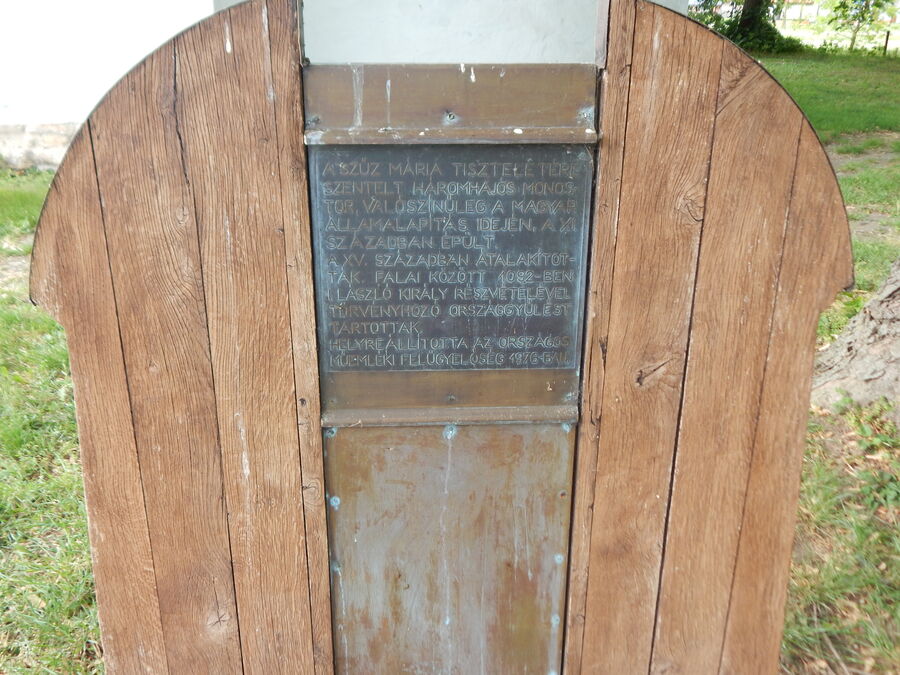 A SZŰZ MÁRIA TISZTELETÉRE
SZENTELT HÁROMHAJÓS MONOS-
TOR, VALÓSZÍNŰLEG A MAGYAR
ÁLLAMALAPÍTÁS IDEJÉN, A XI.
SZÁZADBAN ÉPÜLT.
A XV. SZÁZADBAN ÁTALAKÍTOT-
TÁK. FALAI KÖZÖTT 1092-BEN
I. LÁSZLÓ KIRÁLY RÉSZVÉTELÉVEL
TÖRVÉNYHOZÓ ORSZÁGGYŰLÉST
TARTOTTAK.
HELYREÁLLÍTOTTA AZ ORSZÁGOS
MŰEMLÉKI FELÜGYELŐSÉG 1976-BAN.